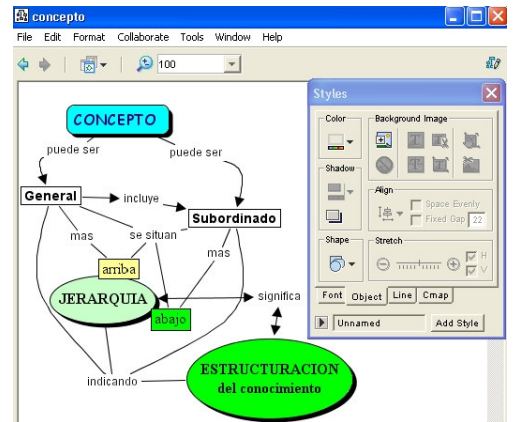 concepto
File Edit Format Collaborate Tools Window Help
100
CONCEPTO
puede ser
puede ser
General
incluye
Subordinado
mas
se situan
mas
arriba
JERARQUIA
abajo
significa
indicando
ESTRUCTURACION
del conocimiento
Styles
Color
Background Image
Shadow
Align
Space Evenly
Fixed Gap 22
Shape
Stretch
H
V
Font Object Line Cmap
Unnamed Add Style